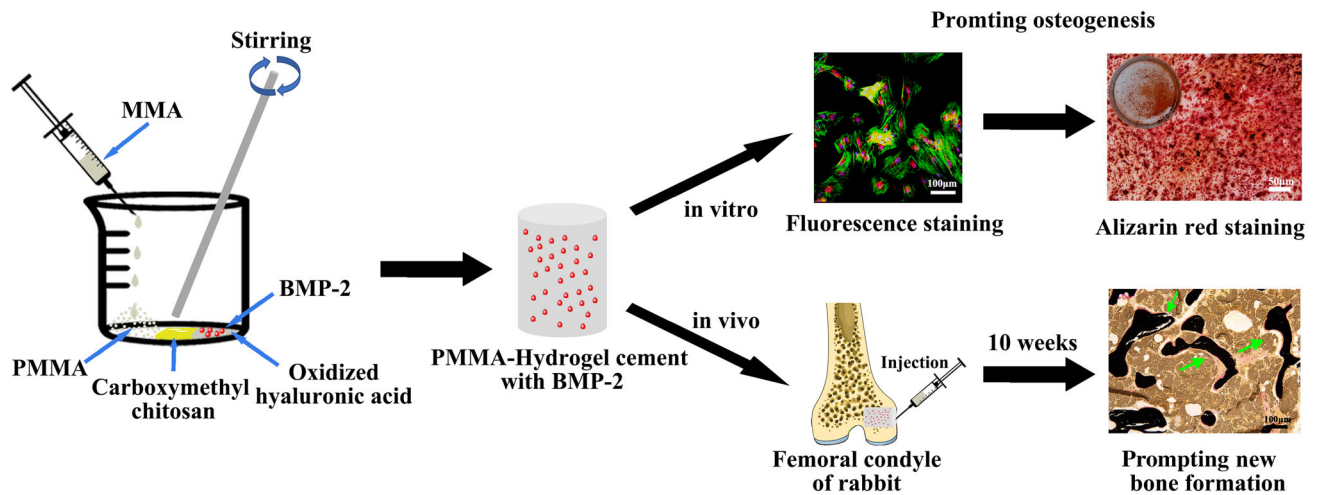 Promting osteogenesis
Stirring
MMA
BMP-2
PMMA
Carboxymethyl
chitosan
Oxidized
hyaluronic acid
PMMA-Hydrogel cement
with BMP-2
in vitro
100μm
Fluorescence staining
50μm
Alizarin red staining
in vivo
Injection
Femoral condyle
of rabbit
10 weeks
100μm
Prompting new
bone formation